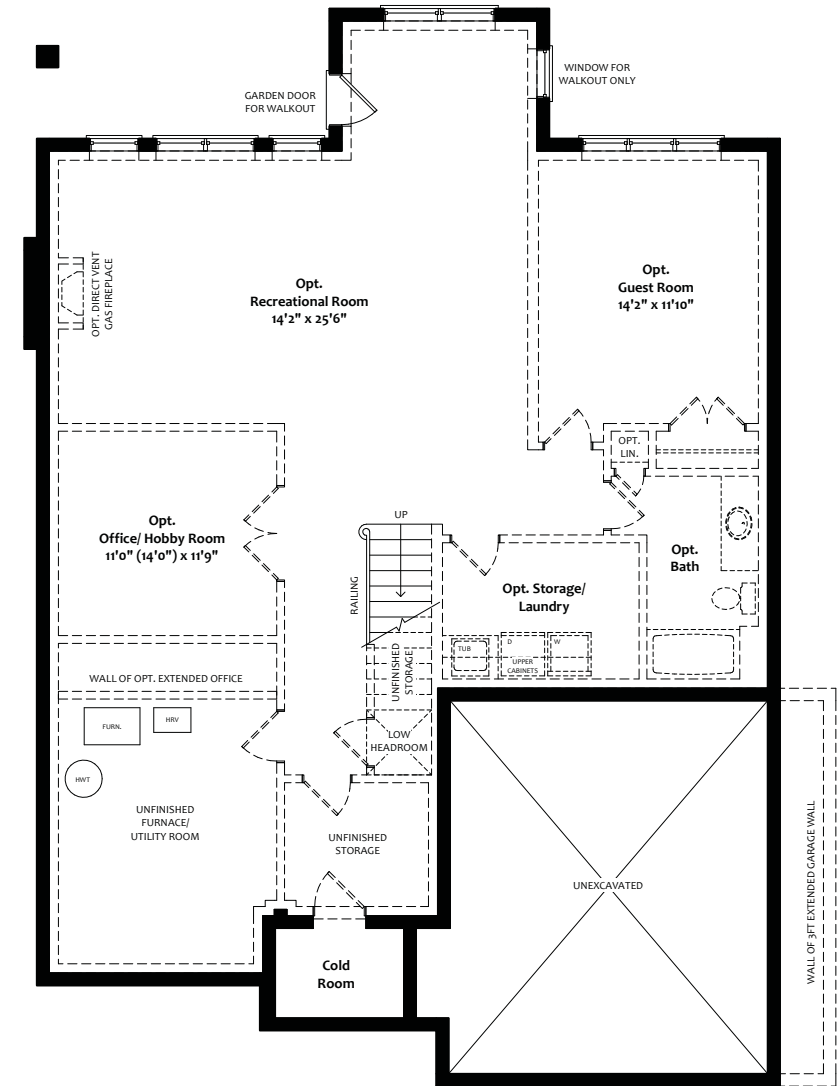 GARDEN DOOR
FOR WALKOUT
WINDOW FOR
WALKOUT ONLY
OPT. DIRECT VENT
GAS FIREPLACE
Opt.
Recreational Room
14'2" x 25'6"
Opt.
Guest Room
14'2" x 11'10"
OPT.
LIN.
Opt.
Office/ Hobby Room
11'0" (14'0") x 11'9"
UP
RAILING
Opt. Storage/
Laundry
Opt.
Bath
TUB
D
W
UPPER
CABINETS
UNFINISHED
STORAGE
WALL OF OPT. EXTENDED OFFICE
FURN.
HRV
LOW
HEADROOM
HWT
UNFINISHED
FURNACE/
UTILITY ROOM
UNFINISHED
STORAGE
UNEXCAVATED
WALL OF 3FT EXTENDED GARAGE WALL
Cold
Room